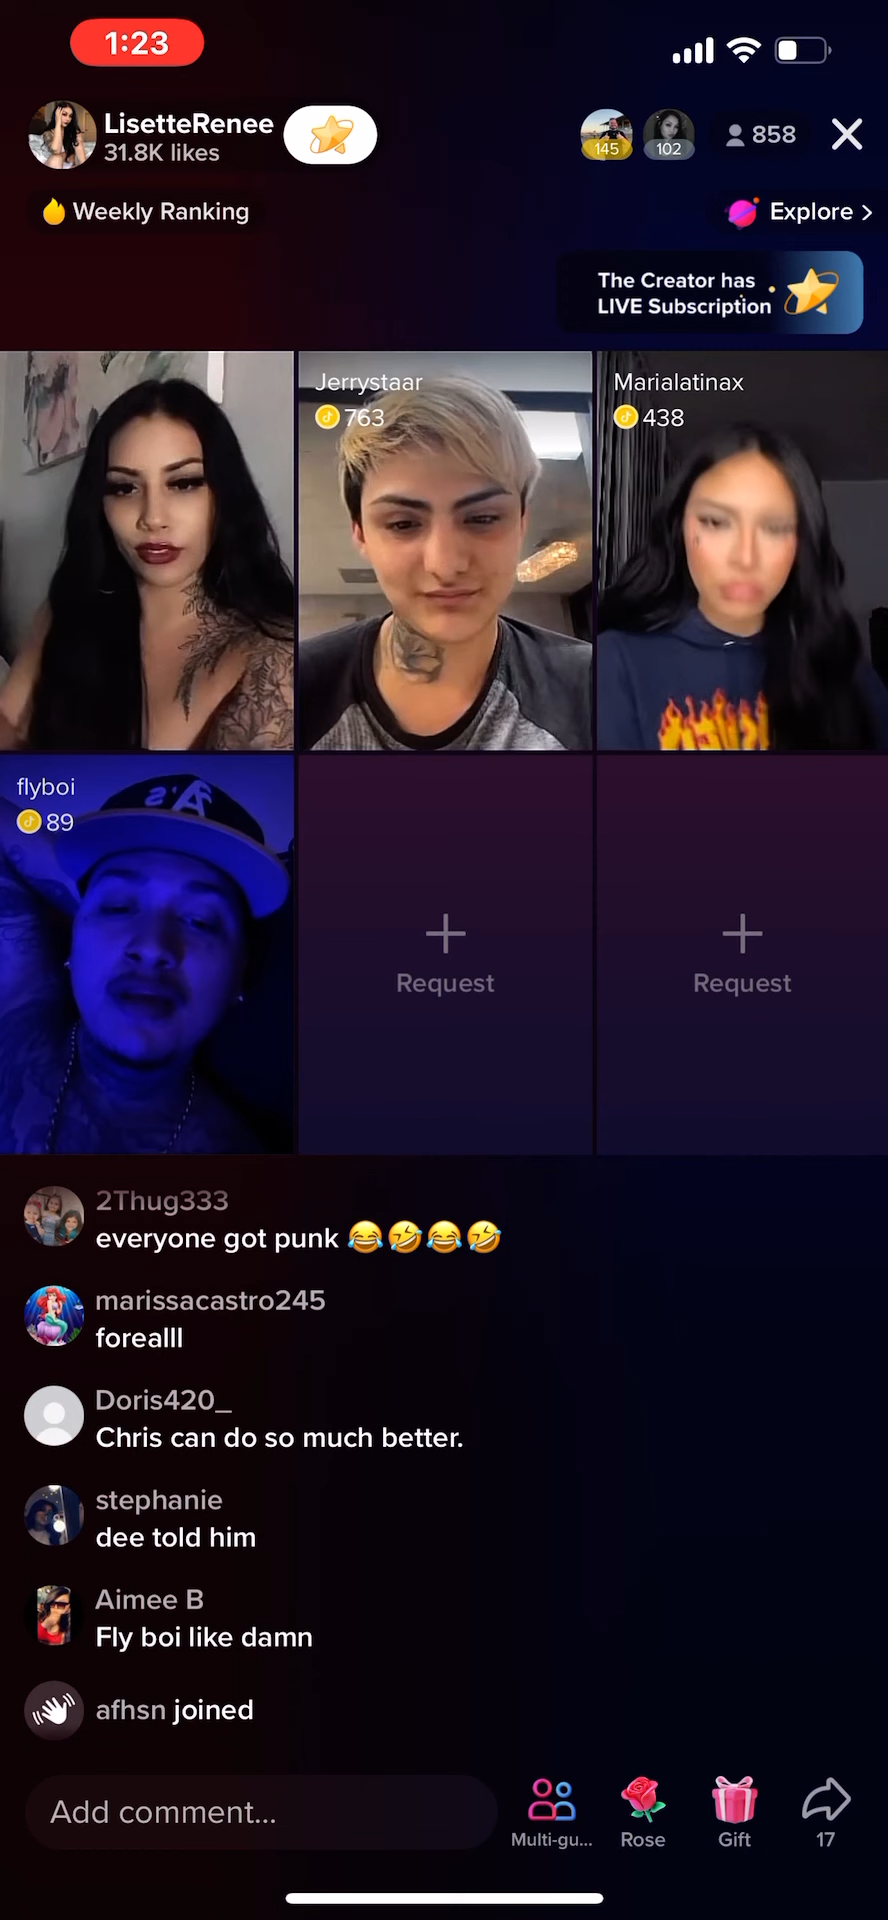 1:23
LisetteRenee
31.8K likes
145
102
858
Weekly Ranking
Explore >
The Creator has
LIVE Subscription
Jerrystaar
763
Marialatinax
438
flyboi
89
Request
Request
2Thug333
everyone got punk 😂🤣😂🤣
marissacastro245
forealll
Doris420_
Chris can do so much better.
stephanie
dee told him
Aimee B
Fly boi like damn
afhsn joined
Add comment...
Multi-gu...
Rose
Gift
17